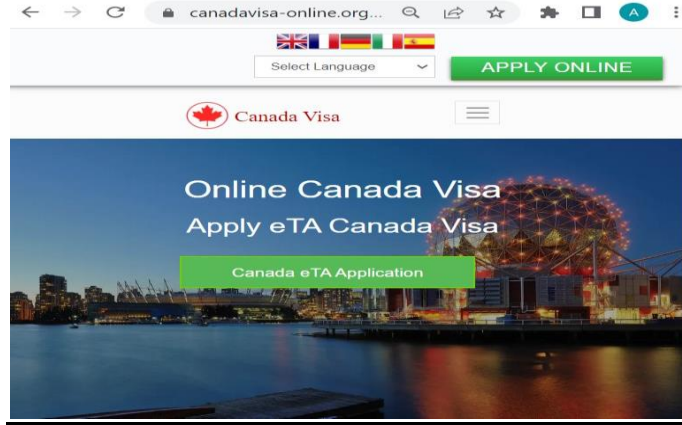 canadavisa-online.org...
A
Select Language
APPLY ONLINE
Canada Visa
Online Canada Visa
Apply eTA Canada Visa
Canada eTA Application